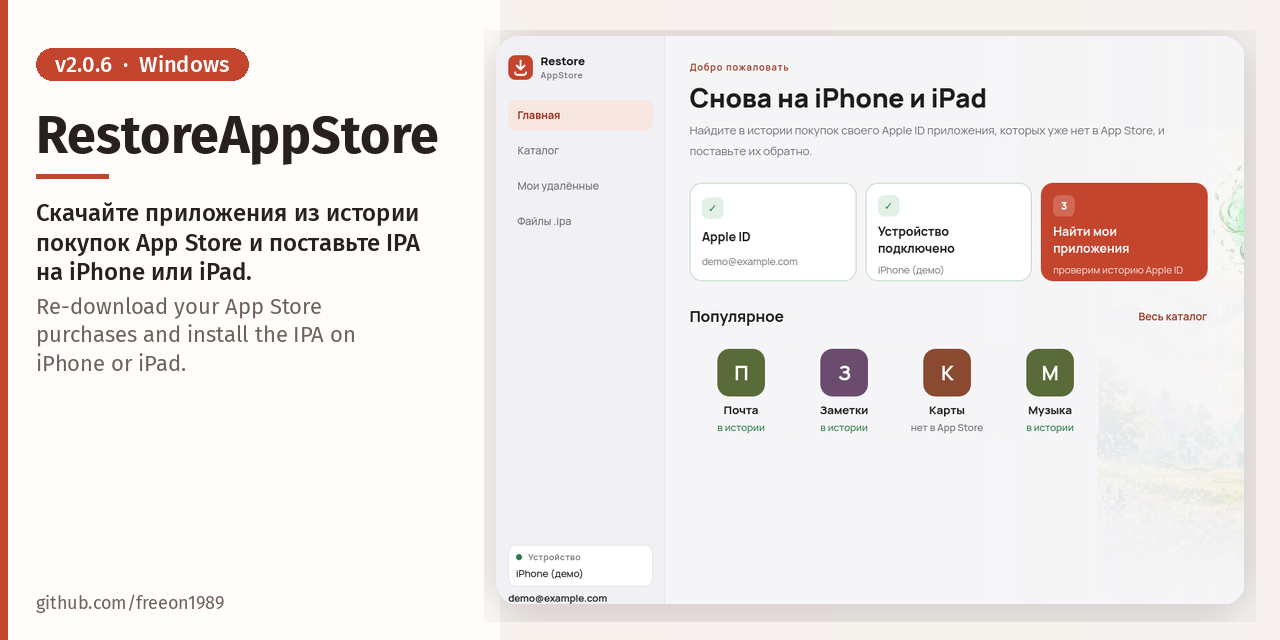 v2.0.6 · Windows
RestoreAppStore
Скачайте приложения из истории
покупок App Store и поставьте IPA
на iPhone или iPad.
Re-download your App Store
purchases and install the IPA on
iPhone or iPad.
github.com/freeon1989
Restore
AppStore
Главная
Каталог
Мои удалённые
Файлы .ipa
Устройство
iPhone (демо)
demo@example.com
Добро пожаловать
Снова на iPhone и iPad
Найдите в истории покупок своего Apple ID приложения, которых уже нет в App Store, и
поставьте их обратно.
✓
Apple ID
demo@example.com
✓
Устройство
подключено
iPhone (демо)
3
Найти мои
приложения
проверим историю Apple ID
Популярное
Весь каталог
П
З
К
М
Почта
Заметки
Карты
Музыка
в истории
в истории
нет в App Store
в истории